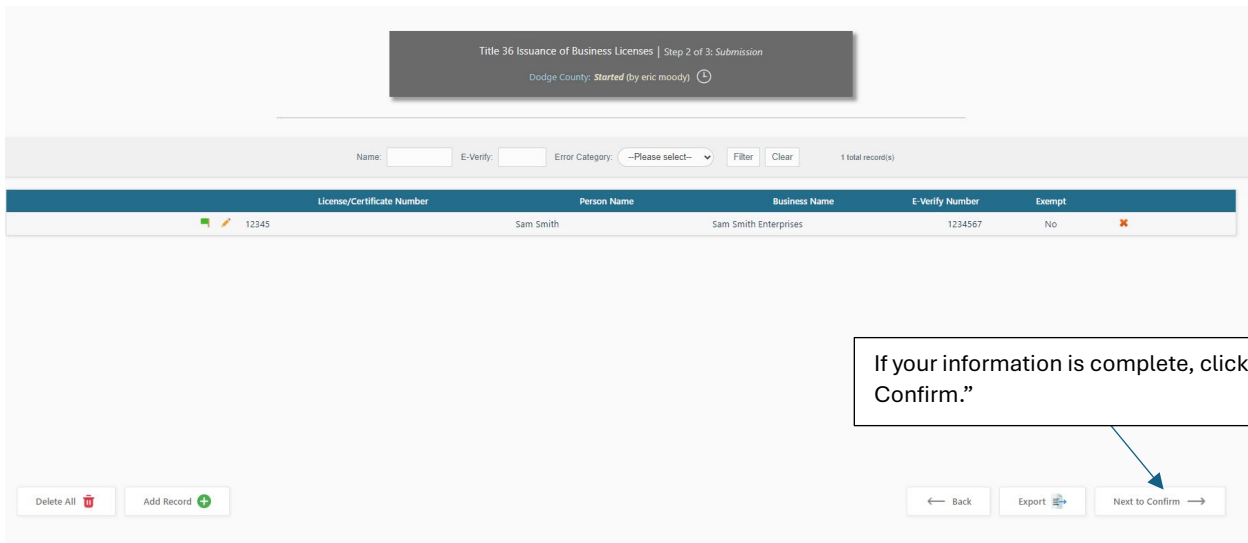 Title 36 Issuance of Business Licenses | Step 2 of 3: Submission
Dodge County: Started (by eric moody)
Name: E-Verify: Error Category: --Please select-- Filter Clear 1 total record(s)
License/Certificate Number Person Name Business Name E-Verify Number Exempt
12345 Sam Smith Sam Smith Enterprises 1234567 No
If your information is complete, click
Confirm.”
Delete All Add Record Back Export Next to Confirm